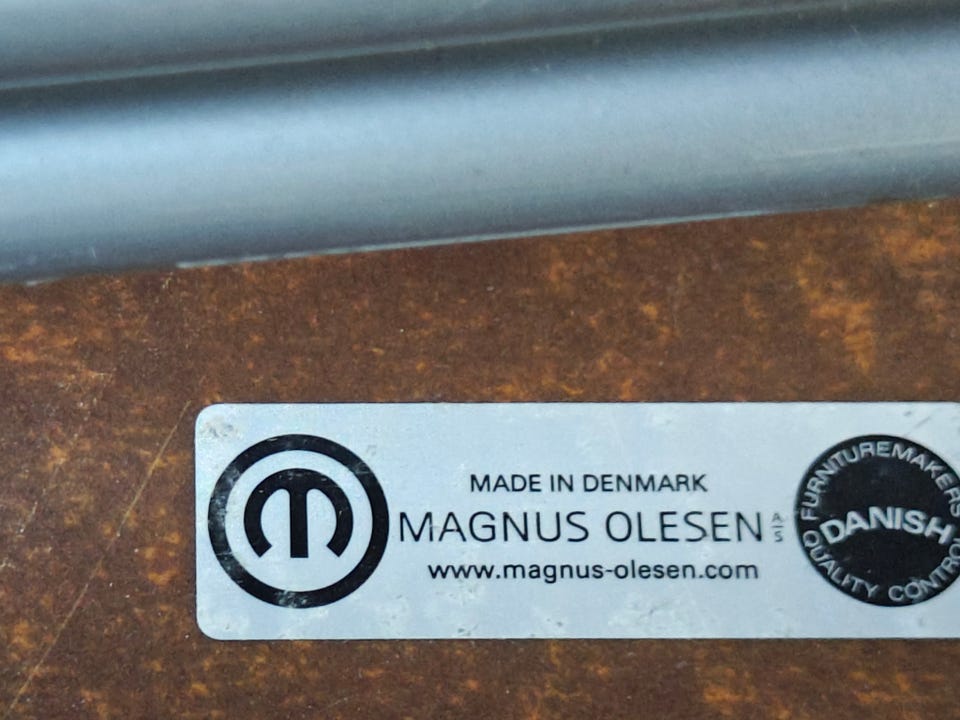 MADE IN DENMARK
MAGNUS OLESEN A/S
www.magnus-olesen.com
FURNITUREMAKERS
DANISH
QUALITY CONTROL